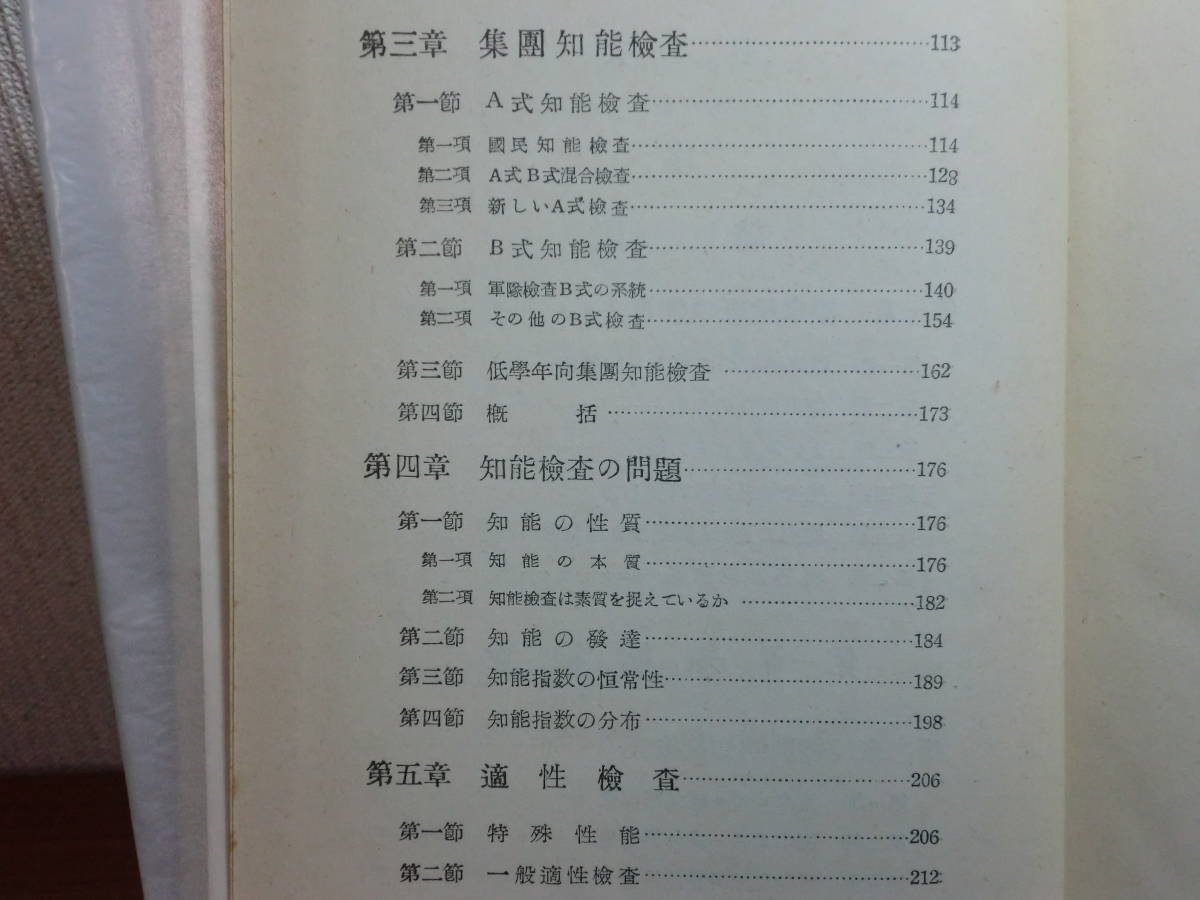 第三章 集團知能檢査……………………………113
第一節 A式知能檢査……………………………114
第一項 國民知能檢査……………………………114
第二項 A式B式混合檢査……………………………128
第三項 新しいA式檢査……………………………134
第二節 B式知能檢査……………………………139
第一項 軍隊檢査B式の系統……………………………140
第二項 その他のB式檢査……………………………154
第三節 低學年向集團知能檢査……………………162
第四節 概括……………………………173
第四章 知能檢査の問題……………………………176
第一節 知能の性質……………………………176
第一項 知能の本質……………………………176
第二項 知能檢査は素質を捉えているか…………………182
第二節 知能の發達……………………………184
第三節 知能指数の恒常性……………………………189
第四節 知能指数の分布……………………………198
第五章 適性檢査……………………………206
第一節 特殊性能……………………………206
第二節 一般適性檢査……………………………212